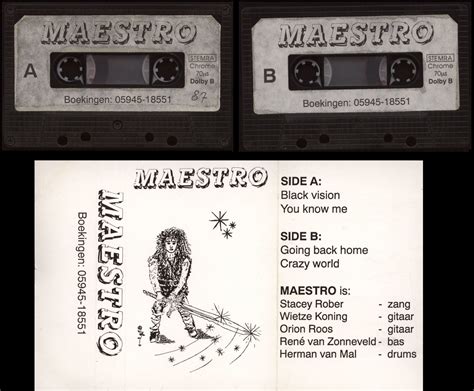 MAESTRO
A
STEMRA
Chrome
70µs
Dolby B
Boekingen: 05945-18551
87
MAESTRO
B
STEMRA
Chrome
70µs
Dolby B
Boekingen: 05945-18551
MAESTRO
MAESTRO
Boekingen: 05945-18551
SIDE A:
Black vision
You know me
SIDE B:
Going back home
Crazy world
MAESTRO is:
Stacey Rober - zang
Wietze Koning - gitaar
Orion Roos - gitaar
René van Zonneveld - bas
Herman van Mal - drums